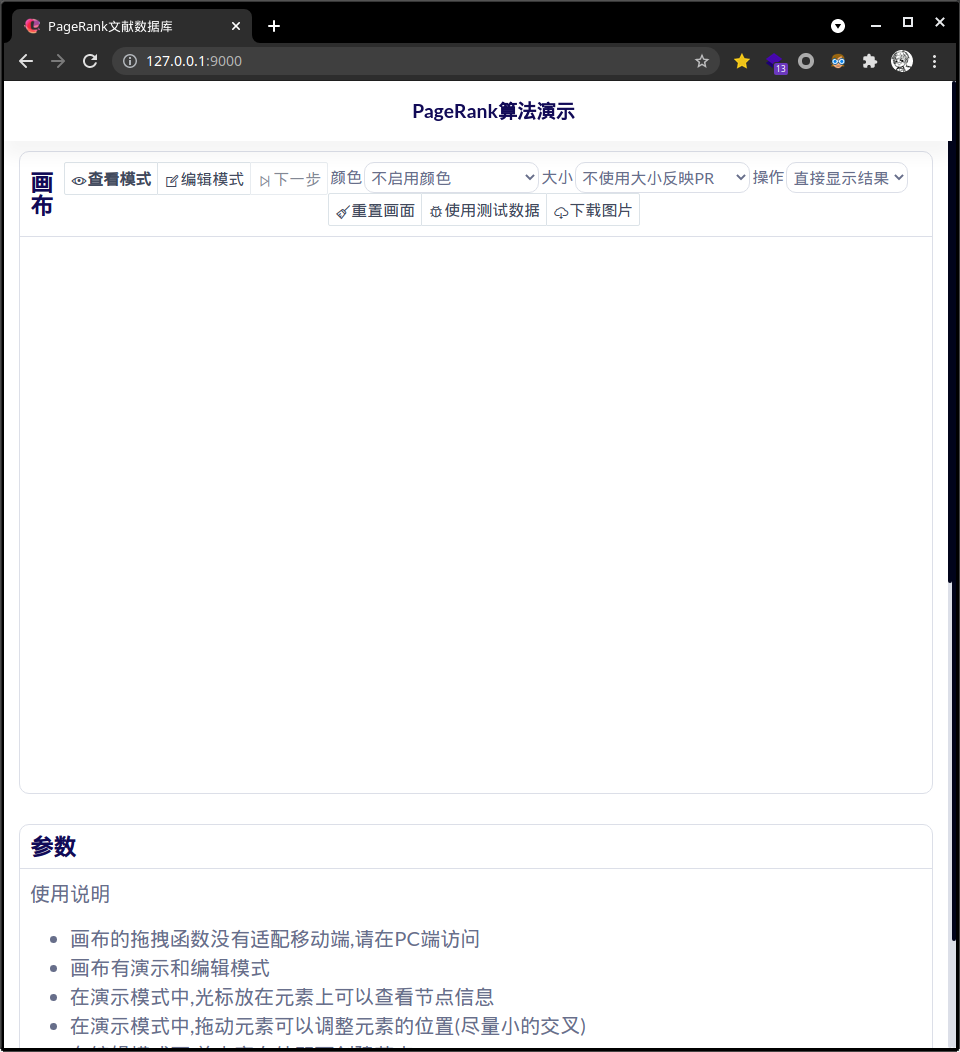 PageRank文献数据库
127.0.0.1:9000
13
PageRank算法演示
画布
查看模式 编辑模式 下一步 颜色 不启用颜色 大小 不使用大小反映PR 操作 直接显示结果
重置画面 使用测试数据 下载图片
参数
使用说明
画布的拖拽函数没有适配移动端,请在PC端访问
画布有演示和编辑模式
在演示模式中,光标放在元素上可以查看节点信息
在演示模式中,拖动元素可以调整元素的位置(尽量小的交叉)